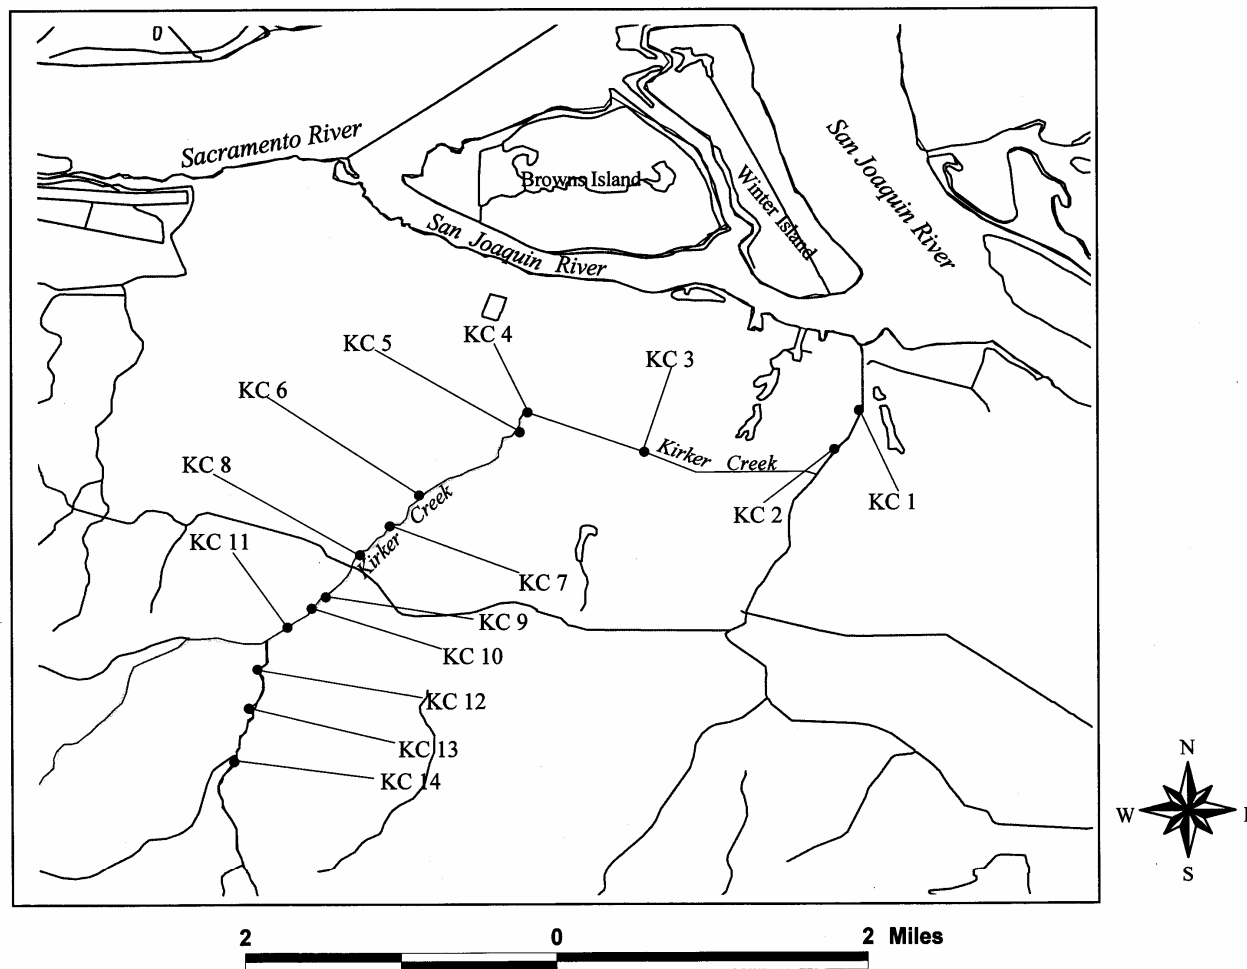 Sacramento River
San Joaquin River
Browns Island
Winter Island
San Joaquin River
KC 4
KC 5
KC 3
KC 6
Kirker Creek
KC 8
KC 1
Kirker Creek
KC 2
KC 11
KC 7
KC 9
KC 10
KC 12
KC 13
KC 14
N
W
S
2 0 2 Miles